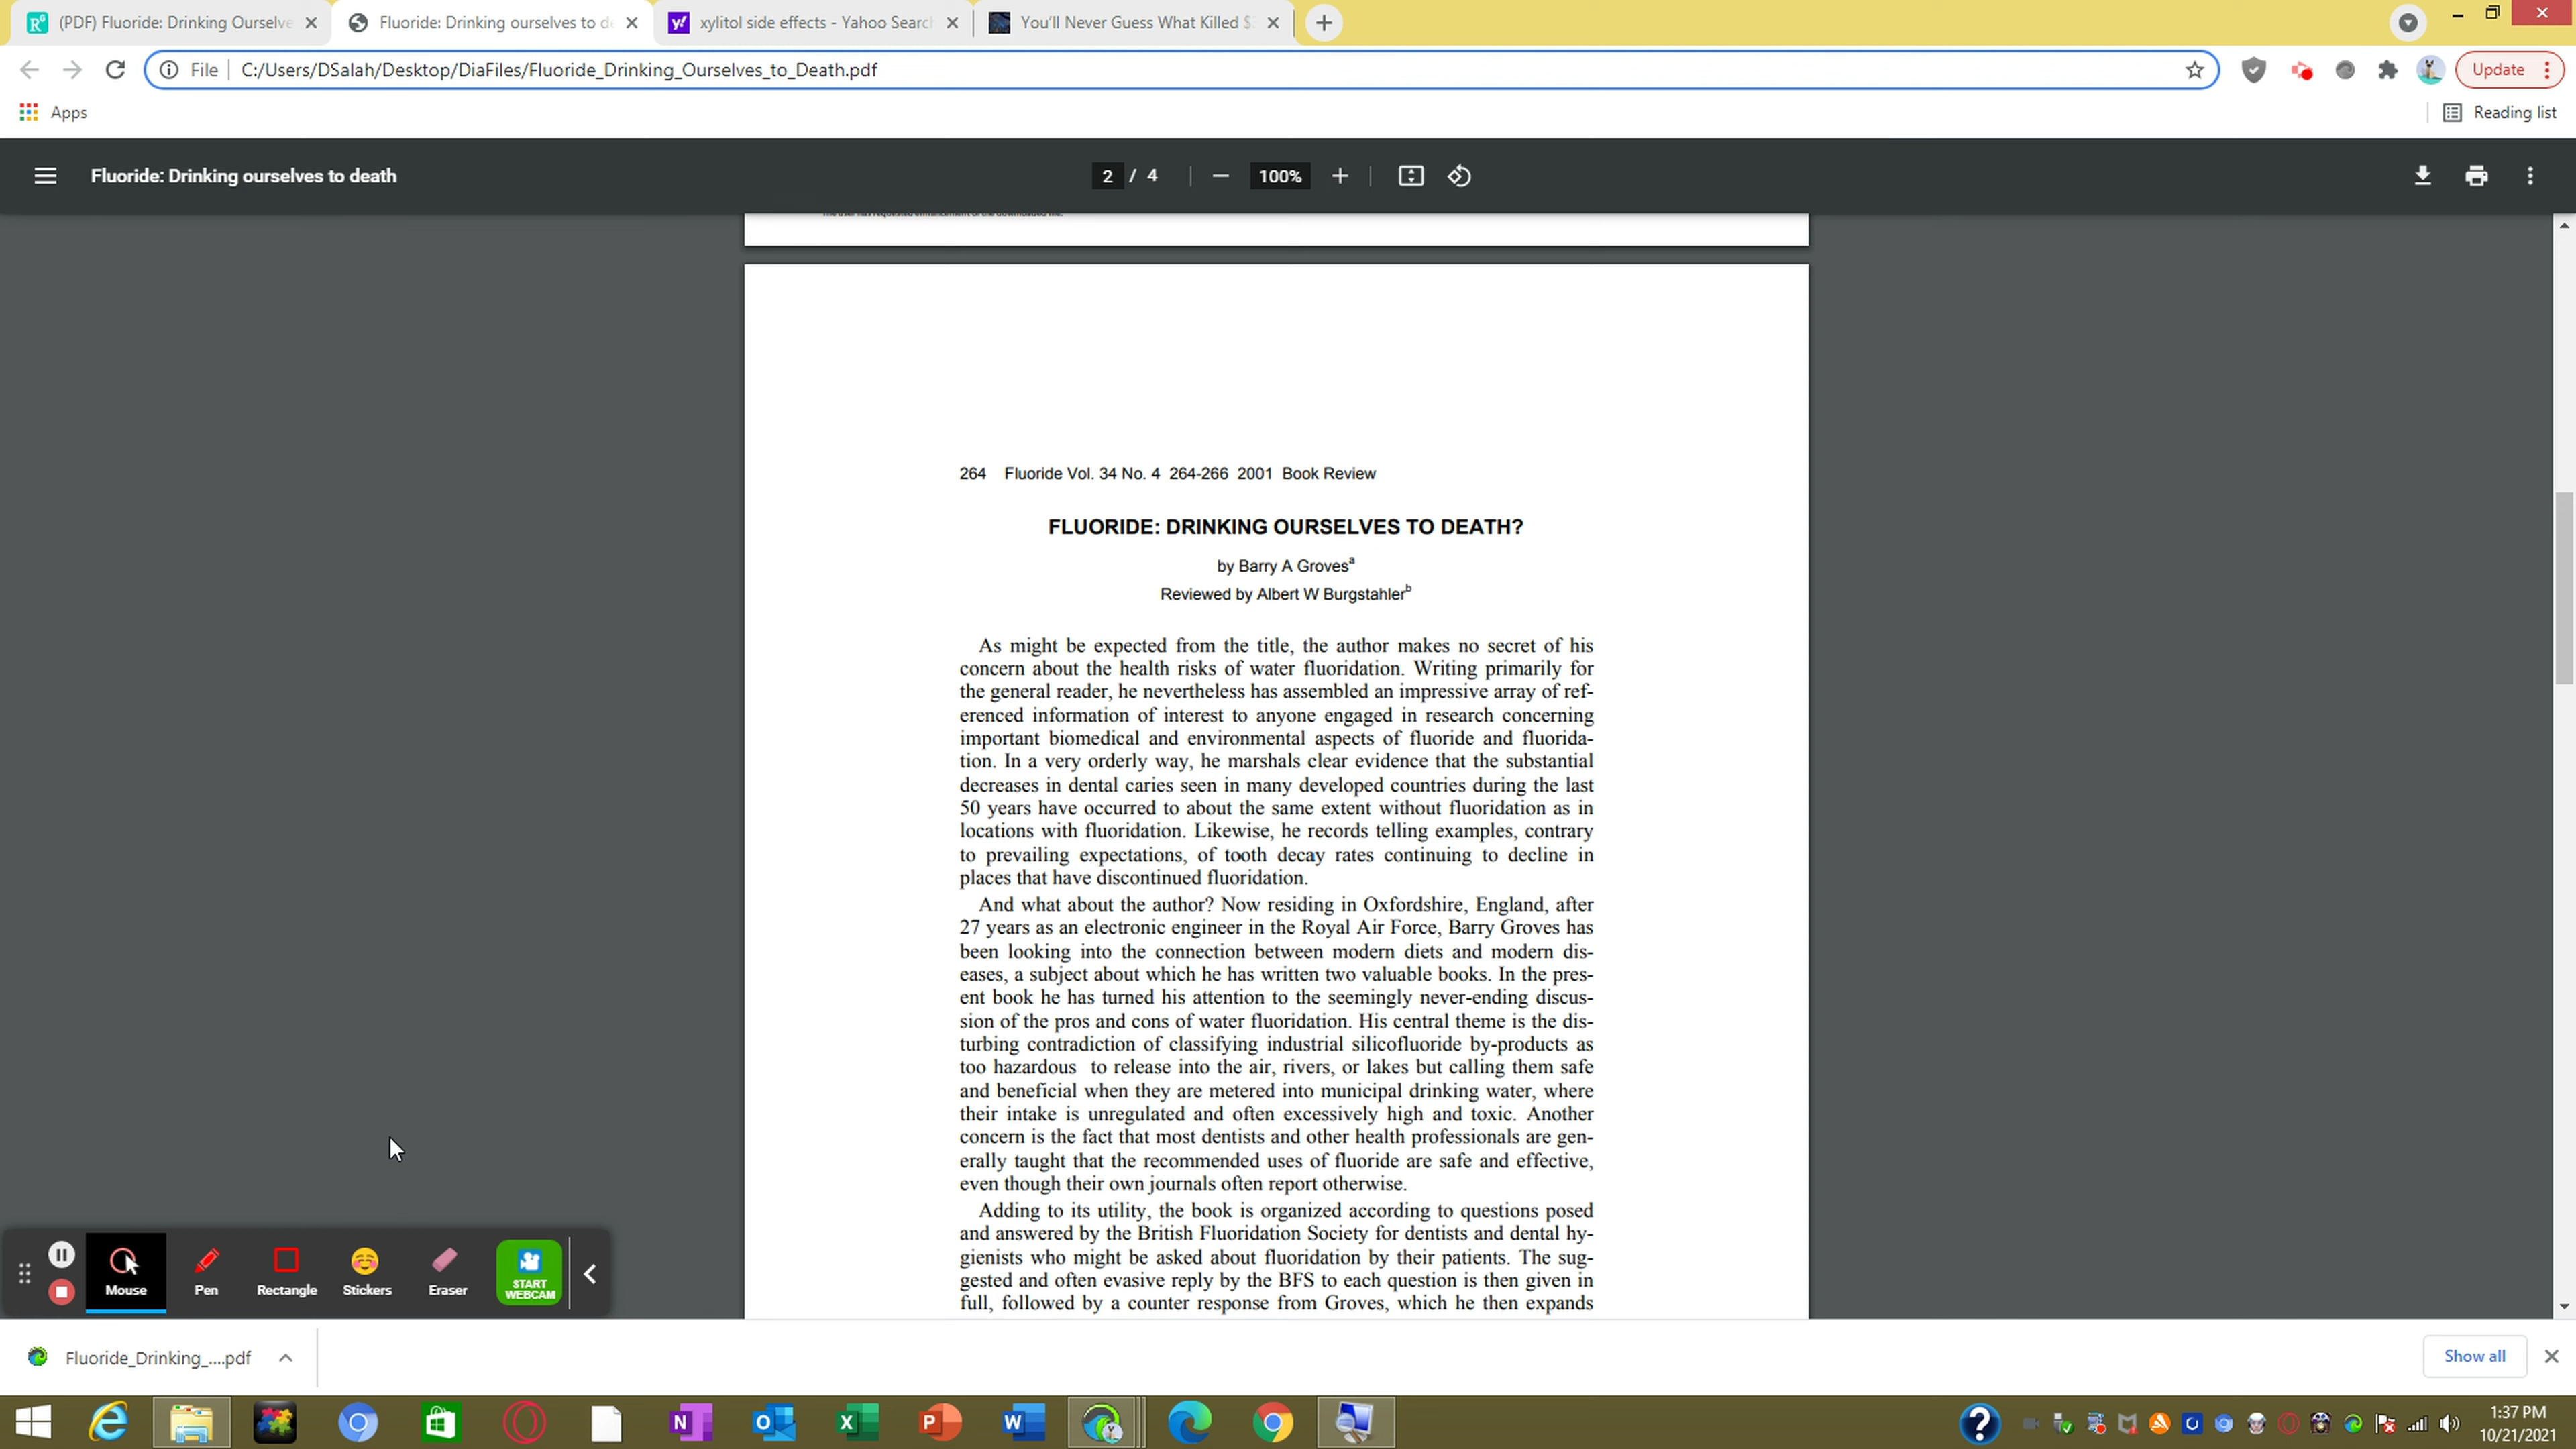 (PDF) Fluoride: Drinking Ourselve
Fluoride: Drinking ourselves to d
xylitol side effects - Yahoo Searc
You'll Never Guess What Killed $
File
C:/Users/DSalah/Desktop/DiaFiles/Fluoride_Drinking_Ourselves_to_Death.pdf
Update
Apps
Reading list
Fluoride: Drinking ourselves to death
2 / 4
100%
The user has requested enhancement of the downloaded file.
264 Fluoride Vol. 34 No. 4 264-266 2001 Book Review
FLUORIDE: DRINKING OURSELVES TO DEATH?
by Barry A Groves a
Reviewed by Albert W Burgstahler b
As might be expected from the title, the author makes no secret of his
concern about the health risks of water fluoridation. Writing primarily for
the general reader, he nevertheless has assembled an impressive array of ref-
erenced information of interest to anyone engaged in research concerning
important biomedical and environmental aspects of fluoride and fluorida-
tion. In a very orderly way, he marshals clear evidence that the substantial
decreases in dental caries seen in many developed countries during the last
50 years have occurred to about the same extent without fluoridation as in
locations with fluoridation. Likewise, he records telling examples, contrary
to prevailing expectations, of tooth decay rates continuing to decline in
places that have discontinued fluoridation.
And what about the author? Now residing in Oxfordshire, England, after
27 years as an electronic engineer in the Royal Air Force, Barry Groves has
been looking into the connection between modern diets and modern dis-
eases, a subject about which he has written two valuable books. In the pres-
ent book he has turned his attention to the seemingly never-ending discus-
sion of the pros and cons of water fluoridation. His central theme is the dis-
turbing contradiction of classifying industrial silicofluoride by-products as
too hazardous to release into the air, rivers, or lakes but calling them safe
and beneficial when they are metered into municipal drinking water, where
their intake is unregulated and often excessively high and toxic. Another
concern is the fact that most dentists and other health professionals are gen-
erally taught that the recommended uses of fluoride are safe and effective,
even though their own journals often report otherwise.
Adding to its utility, the book is organized according to questions posed
and answered by the British Fluoridation Society for dentists and dental hy-
gienists who might be asked about fluoridation by their patients. The sug-
gested and often evasive reply by the BFS to each question is then given in
full, followed by a counter response from Groves, which he then expands
Mouse
Pen
Rectangle
Stickers
Eraser
START
WEBCAM
Fluoride_Drinking_....pdf
Show all
1:37 PM
10/21/2021